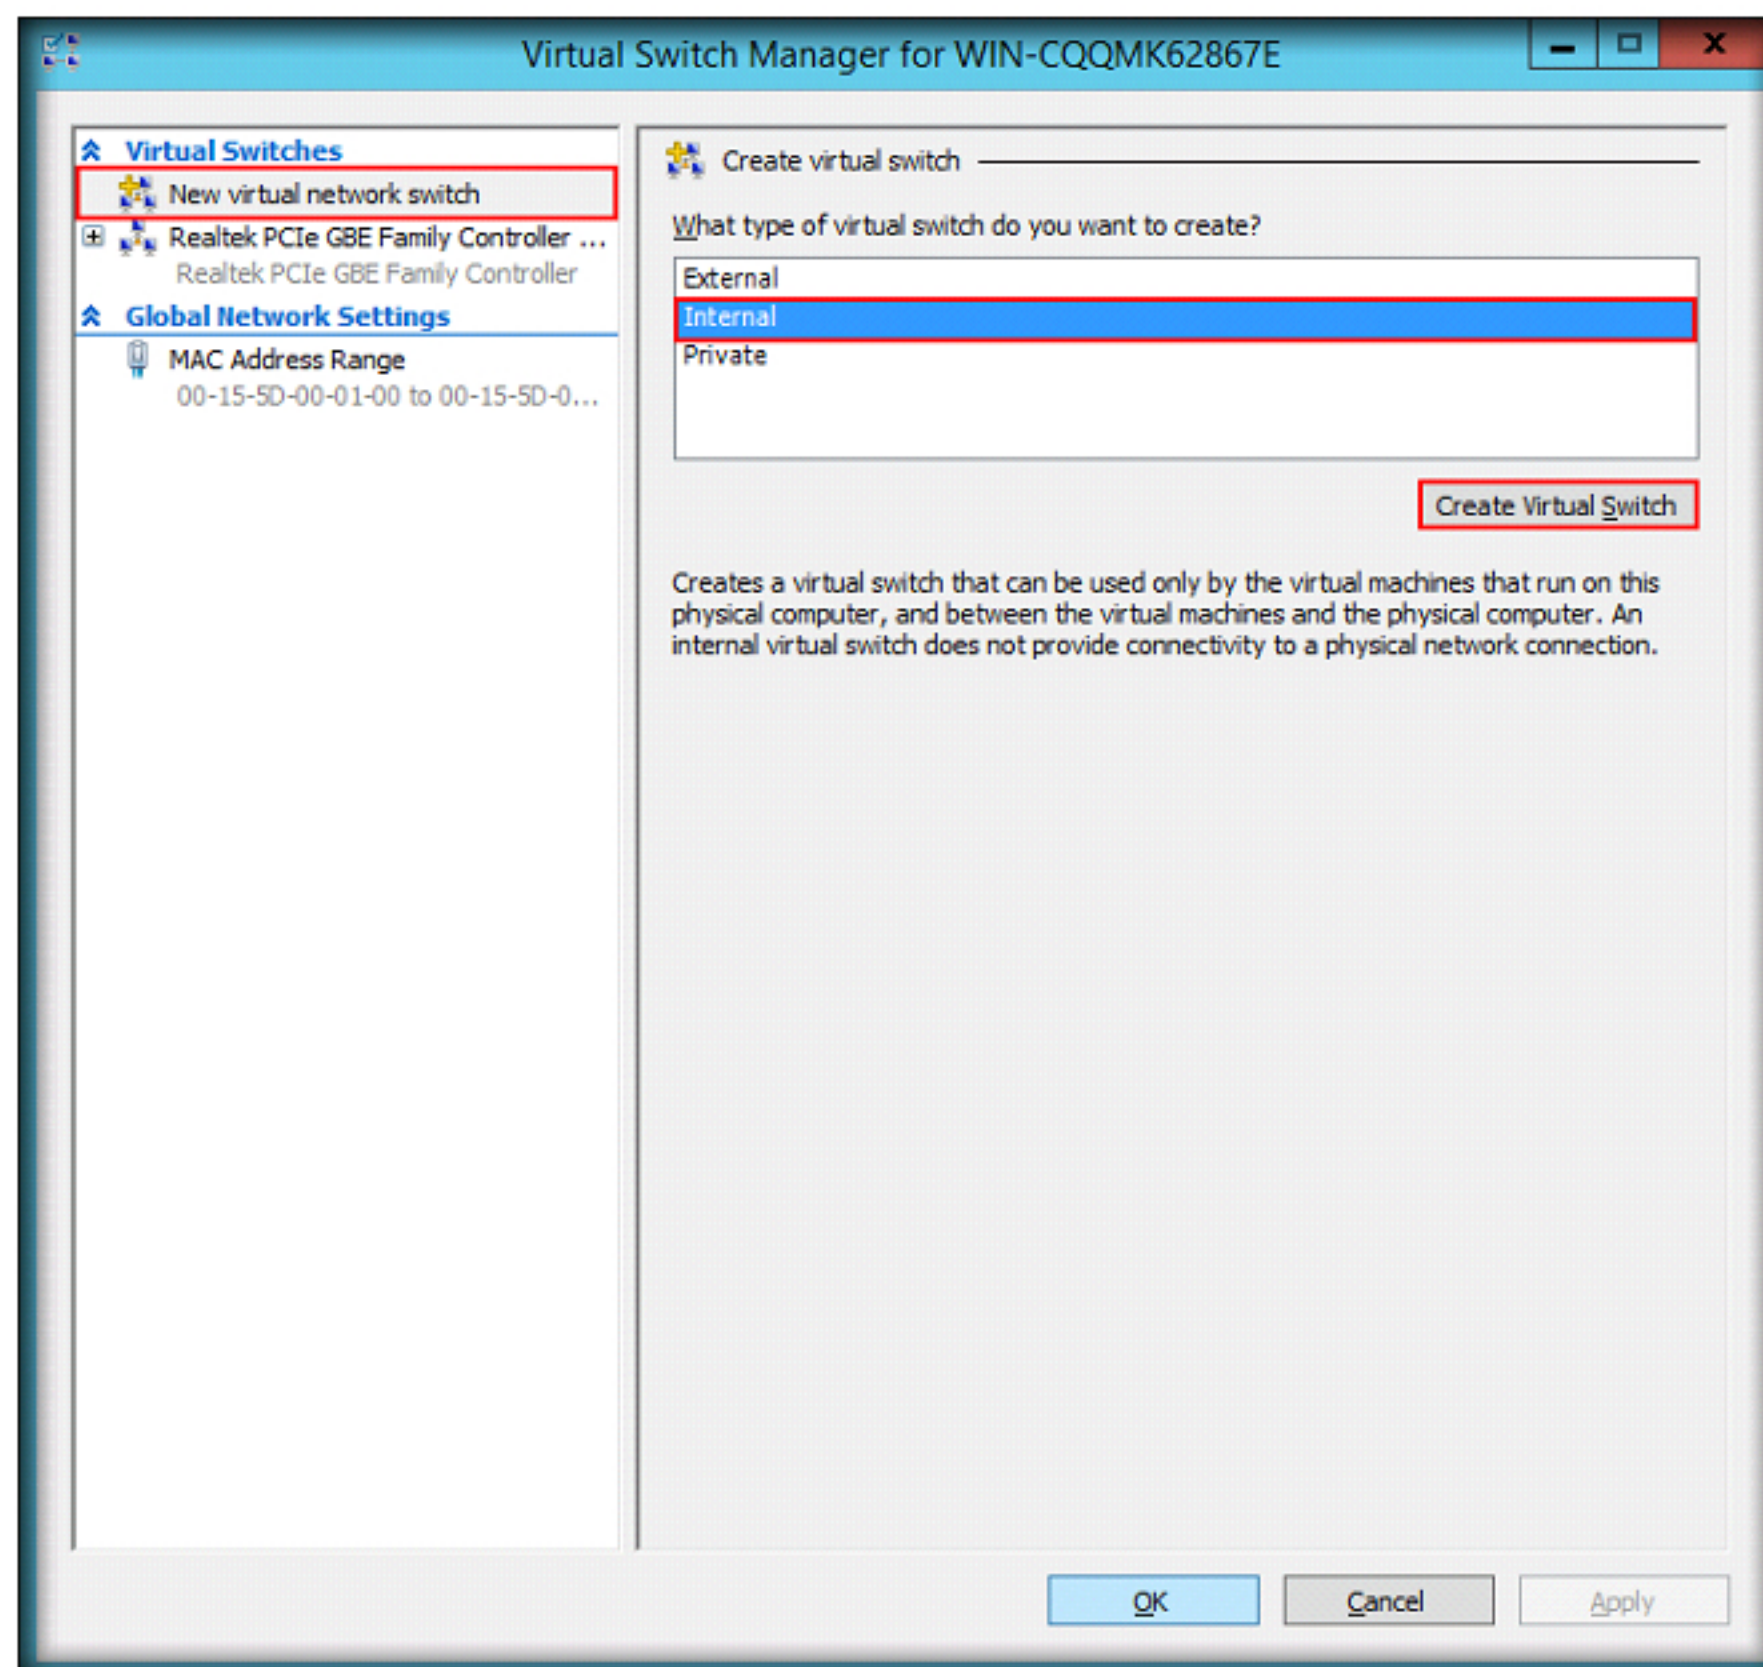 Virtual Switch Manager for WIN-CQQMK62867E
Virtual Switches
New virtual network switch
Realtek PCIe GBE Family Controller ...
Realtek PCIe GBE Family Controller
Global Network Settings
MAC Address Range
00-15-5D-00-01-00 to 00-15-5D-0...
Create virtual switch
What type of virtual switch do you want to create?
External
Internal
Private
Create Virtual Switch
Creates a virtual switch that can be used only by the virtual machines that run on this
physical computer, and between the virtual machines and the physical computer. An
internal virtual switch does not provide connectivity to a physical network connection.
OK
Cancel
Apply